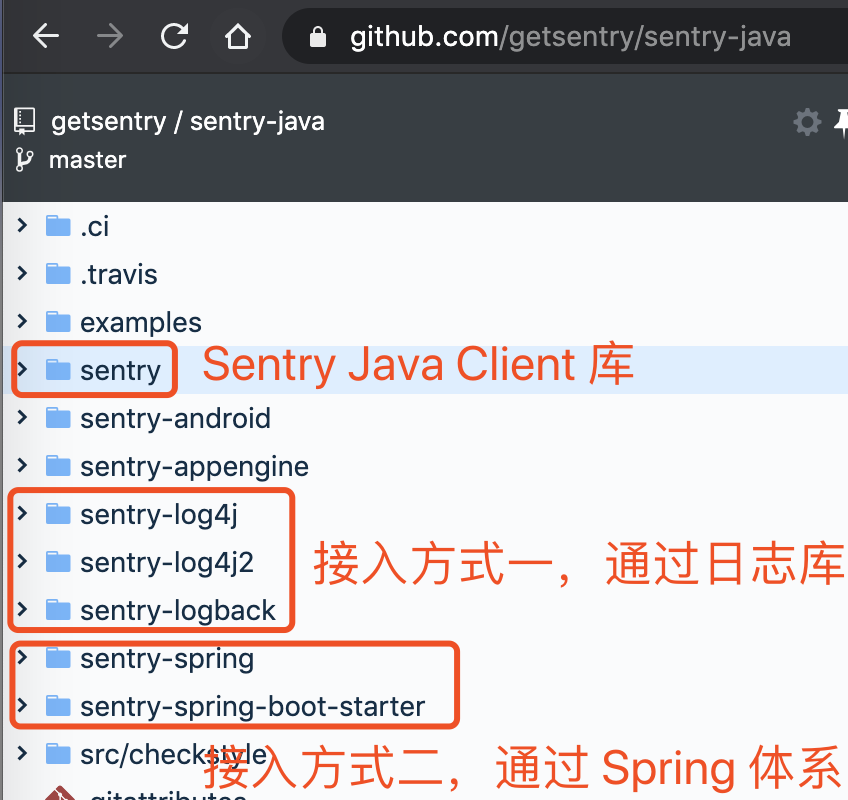 github.com/getsentry/sentry-java
getsentry / sentry-java
master
.ci
.travis
examples
sentry
Sentry Java Client 库
sentry-android
sentry-appengine
sentry-log4j
sentry-log4j2
接入方式一，通过日志库
sentry-logback
sentry-spring
sentry-spring-boot-starter
src/checkstyle
接入方式二，通过 Spring 体系
.gitattributes